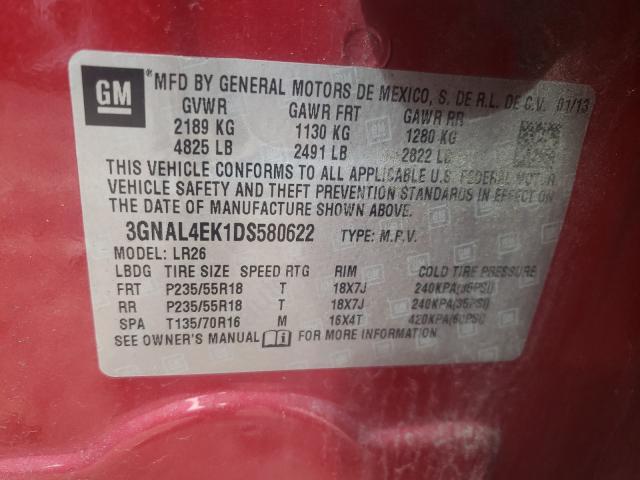 GM ® MFD BY GENERAL MOTORS DE MEXICO, S. DE R.L. DE C.V. 01/13
GVWR GAWR FRT GAWR RR
2189 KG 1130 KG 1280 KG
4825 LB 2491 LB 2822 LB
THIS VEHICLE CONFORMS TO ALL APPLICABLE U.S. FEDERAL MOTOR
VEHICLE SAFETY AND THEFT PREVENTION STANDARDS IN EFFECT ON
THE DATE OF MANUFACTURE SHOWN ABOVE.
3GNAL4EK1DS580622 TYPE: M.P.V.
MODEL: LR26
LBDG TIRE SIZE SPEED RTG RIM COLD TIRE PRESSURE
FRT P235/55R18 T 18X7J 240KPA(35PSI)
RR P235/55R18 T 18X7J 240KPA(35PSI)
SPA T135/70R16 M 16X4T 420KPA(60PSI)
SEE OWNER'S MANUAL i FOR MORE INFORMATION.